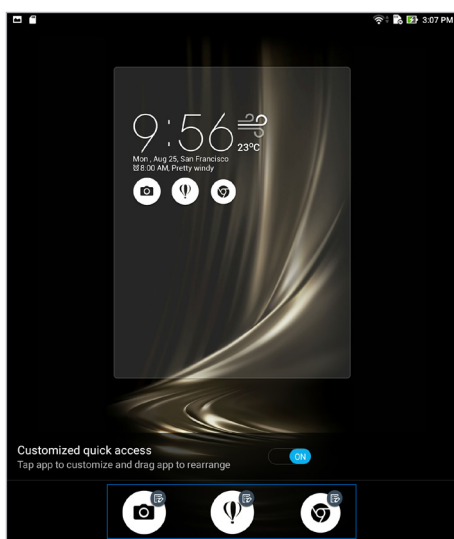 3:07 PM
9:56
23°C
Mon, Aug 25, San Francisco
8:00 AM, Pretty windy
Customized quick access
Tap app to customize and drag app to rearrange
ON